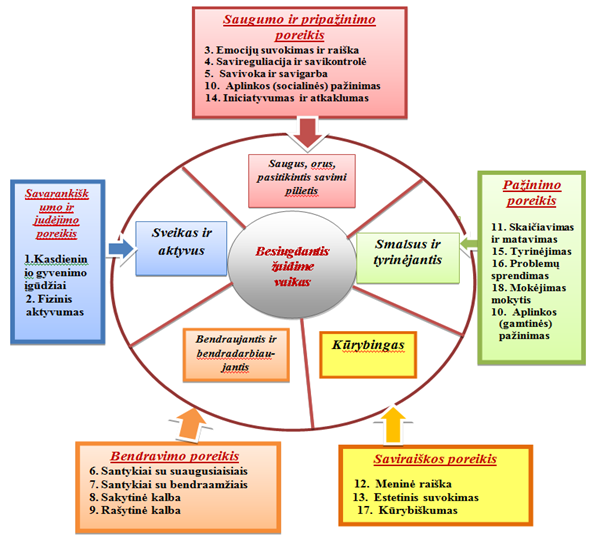 Saugumo ir pripažinimo
poreikis
3. Emocijų suvokimas ir raiška
4. Savireguliacija ir savikontrolė
5. Savivoka ir savigarba
10. Aplinkos (socialinės) pažinimas
14. Iniciatyvumas ir atkaklumas
Saugus, orus,
pasitikintis savimi
pilietis
Savarankišk
umo ir
judėjimo
poreikis
1.Kasdienin
io gyvenimo
įgūdžiai
2. Fizinis
aktyvumas
Sveikas ir
aktyvus
Besiugdantis
žaidime
vaikas
Smalsus ir
tyrinėjantis
Pažinimo
poreikis
11. Skaičiavimas
ir matavimas
15. Tyrinėjimas
16. Problemų
sprendimas
18. Mokėjimas
mokytis
10. Aplinkos
(gamtinės)
pažinimas
Bendraujantis ir
bendradarbiau-
jantis
Kūrybingas
Bendravimo poreikis
6. Santykiai su suaugusiaisiais
7. Santykiai su bendraamžiais
8. Sakytinė kalba
9. Rašytinė kalba
Saviraiškos poreikis
12. Meninė raiška
13. Estetinis suvokimas
17. Kūrybiškumas